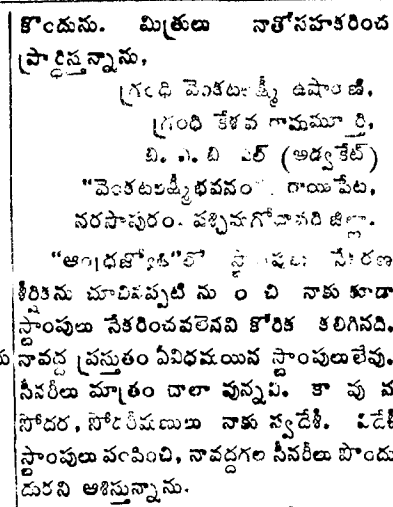 కొందును. మిత్రులు నాతోసహకరించ
ప్రార్థిస్తున్నాను,
గ్రంధి వెంకటలక్ష్మీ ఉషారాణి,
గ్రంధి కేశవ రామమూర్తి,
బి. ఎ. బి ఎల్ (అడ్వకేట్)
"వెంకటలక్ష్మీభవనం" రాయిపేట,
నరసాపురం. పశ్చిమగోదావరి జిల్లా.
"ఆంధ్రజ్యోతి"లో స్టాంపులు సేకరణ
శీర్షికను చూచినప్పటి నుంచి నాకు కూడా
స్టాంపులు సేకరించవలెనని కోరిక కలిగినది.
నావద్ద ప్రస్తుతం ఏవిధమయిన స్టాంపులులేవు.
సీనరీలు మాత్రం చాలా వున్నవి. కావున
సోదర, సోదరీమణులు నాకు స్వదేశీ. విదేశీ
స్టాంపులు పంపించి, నావద్దగల సీనరీలు పొందు
దురని ఆశిస్తున్నాను.